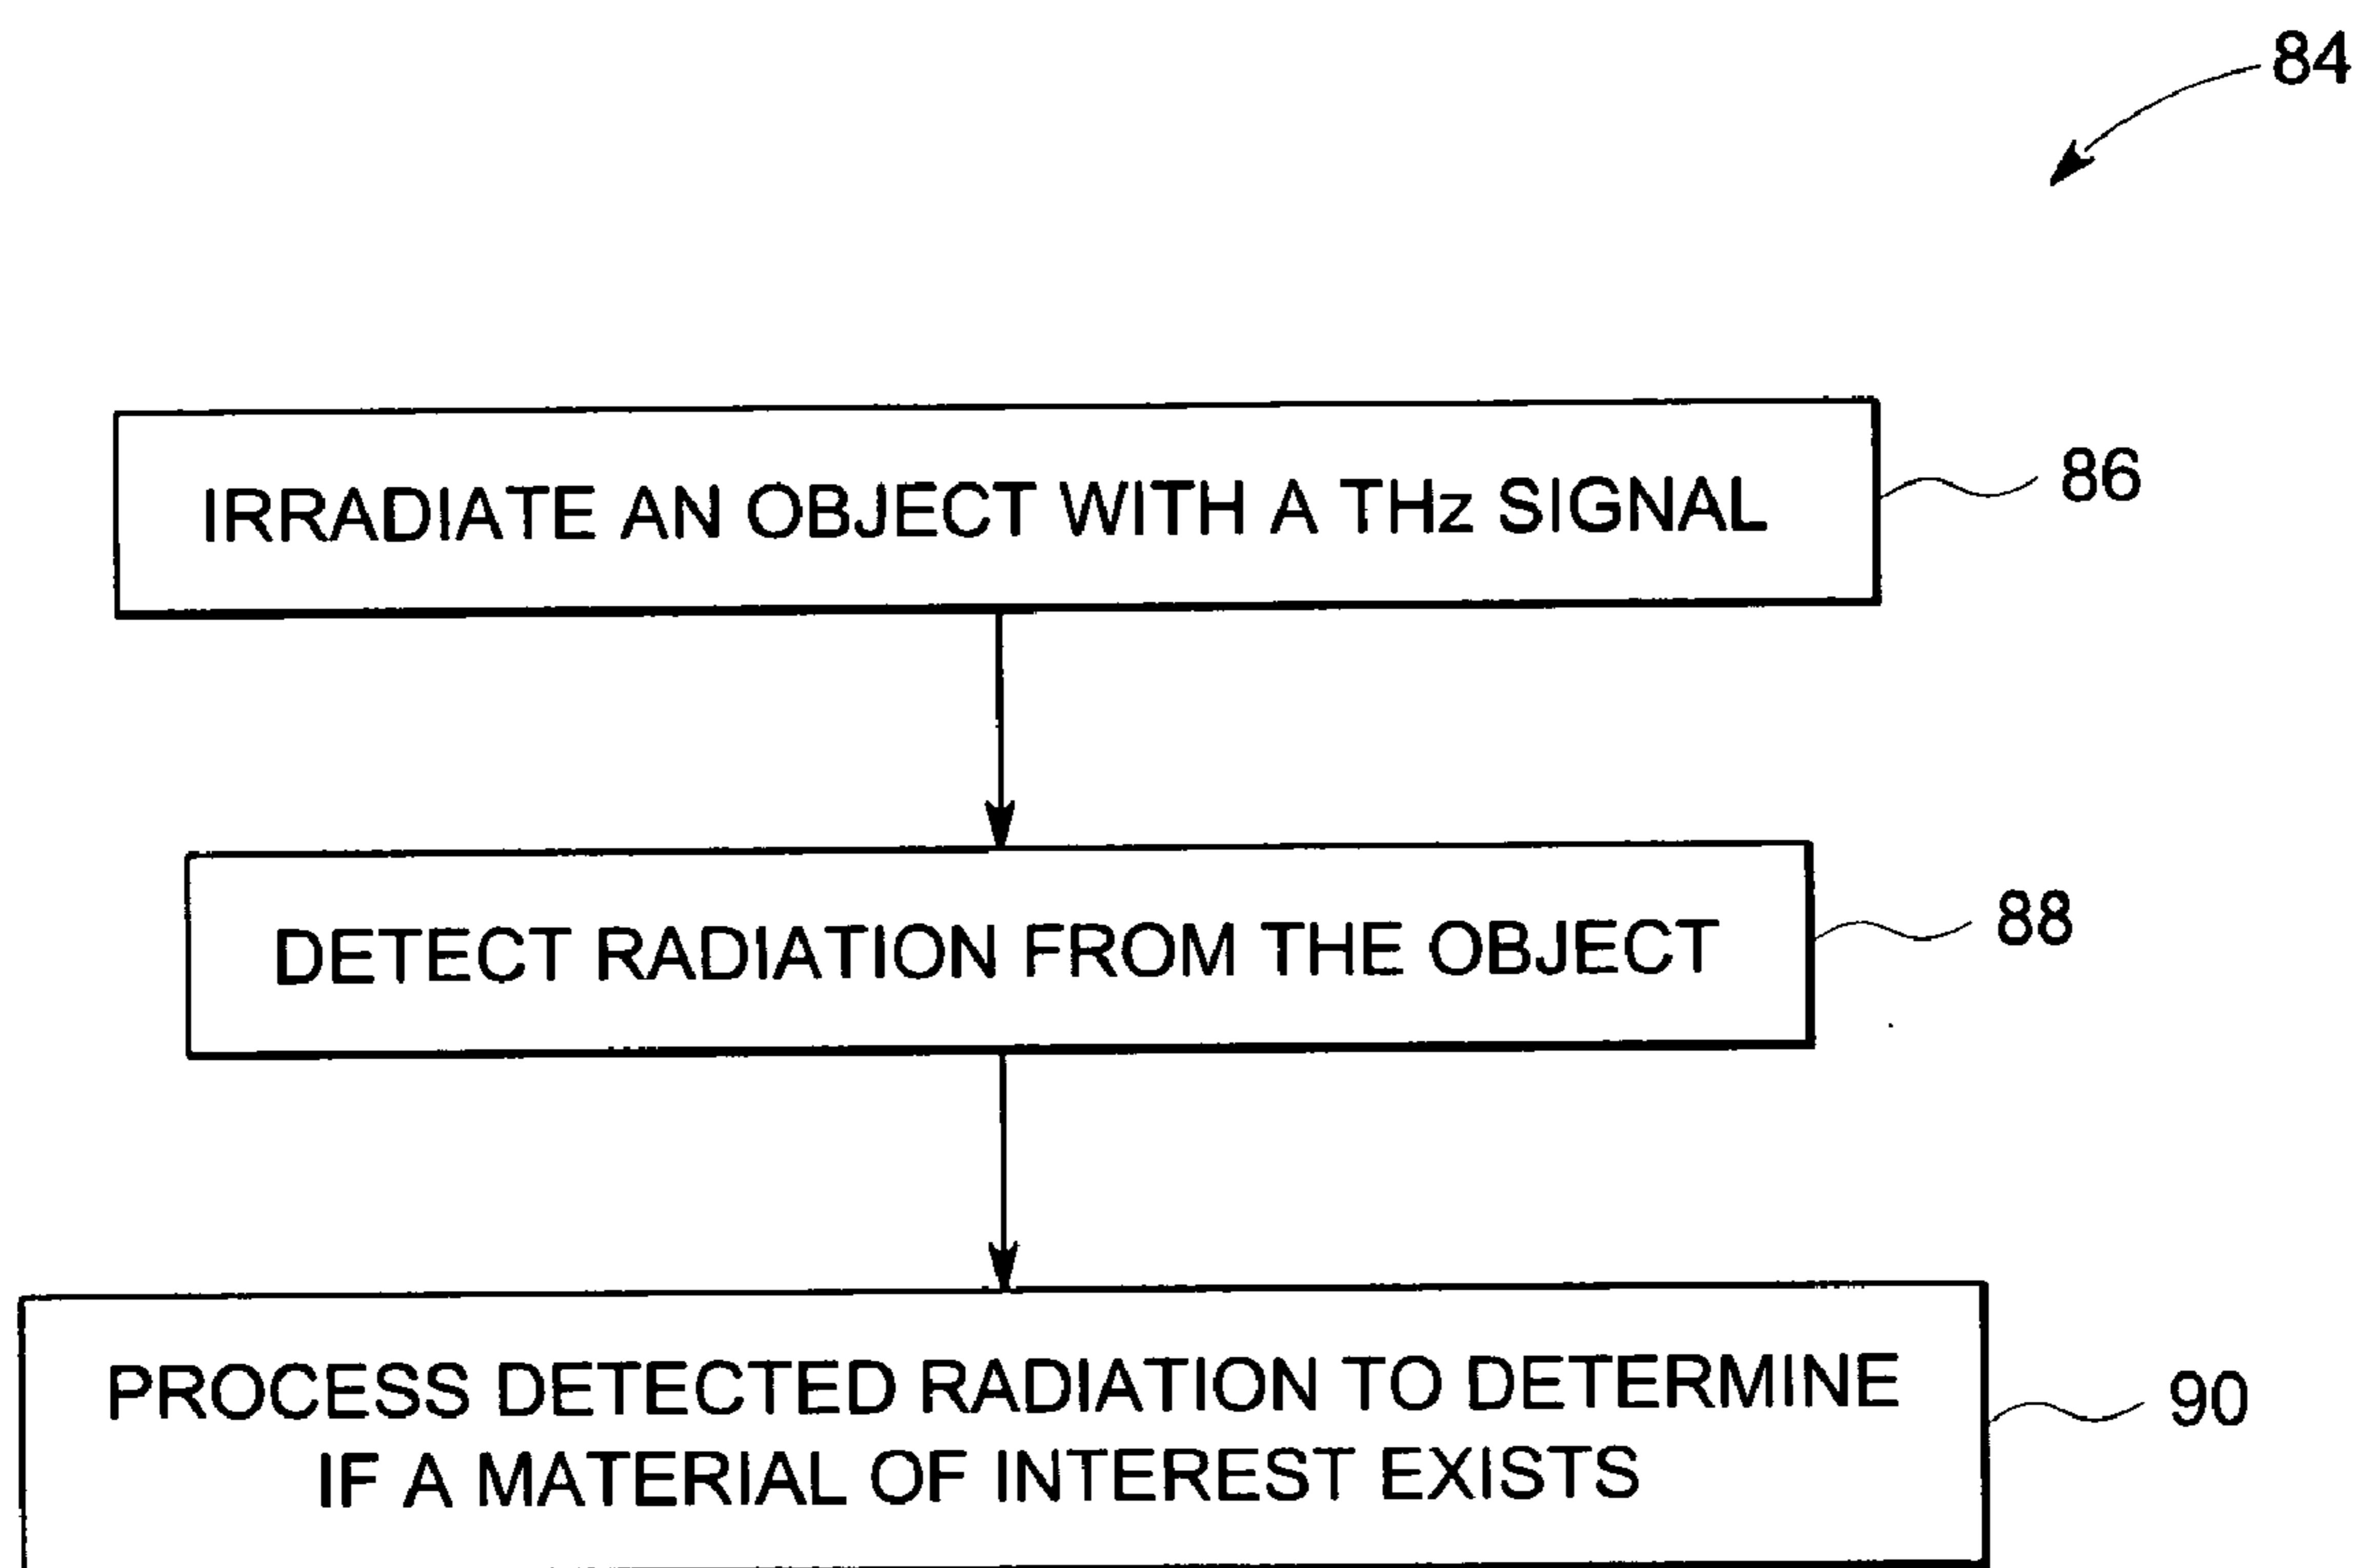 84
IRRADIATE AN OBJECT WITH A THz SIGNAL
86
DETECT RADIATION FROM THE OBJECT
88
PROCESS DETECTED RADIATION TO DETERMINE
IF A MATERIAL OF INTEREST EXISTS
90